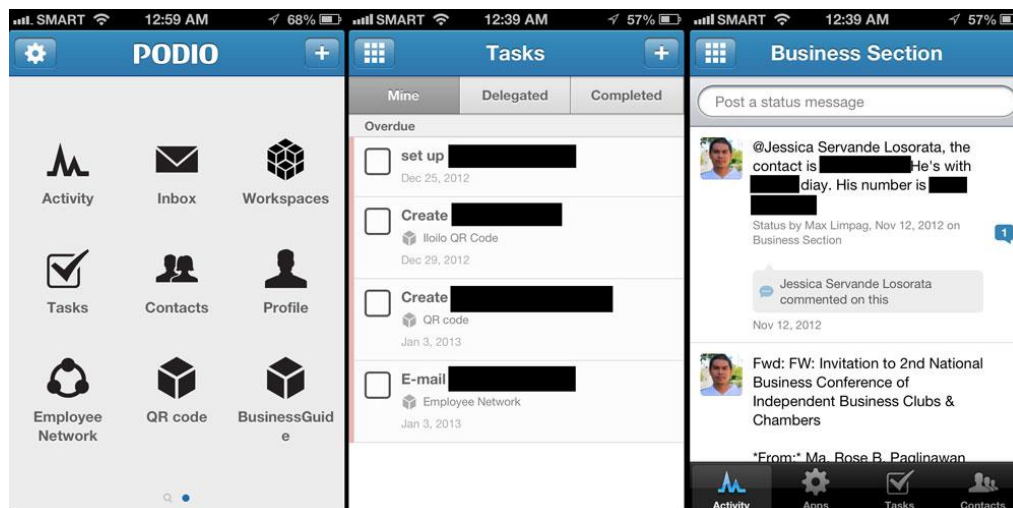 SMART 12:59 AM 68%
PODIO
+
Activity
Inbox
Workspaces
Tasks
Contacts
Profile
Employee
Network
QR code
BusinessGuid
e
SMART 12:39 AM 57%
Tasks
+
Mine
Delegated
Completed
Overdue
set up
Dec 25, 2012
Create
Iloilo QR Code
Dec 29, 2012
Create
QR code
Jan 3, 2013
E-mail
Employee Network
Jan 3, 2013
SMART 12:39 AM 57%
Business Section
Post a status message
@Jessica Servande Losorata, the
contact is He's with
diay. His number is
Status by Max Limpag, Nov 12, 2012 on
Business Section
1
Jessica Servande Losorata
commented on this
Nov 12, 2012
Fwd: FW: Invitation to 2nd National
Business Conference of
Independent Business Clubs &
Chambers
*From:* Ma. Rose B. Paglinawan
Activity
Apps
Tasks
Contacts